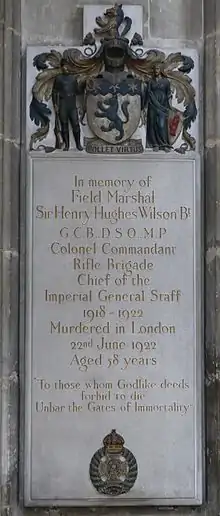 POLLET VIRTUS
In memory of
Field Marshal
Sir Henry Hughes Wilson Bt
G.C.B., D.S.O., M.P
Colonel Commandant
Rifle Brigade
Chief of the
Imperial General Staff
1918 - 1922
Murdered in London
22nd June 1922
Aged 58 years
"To those whom Godlike deeds
forbid to die
Unbar the Gates of Immortality"